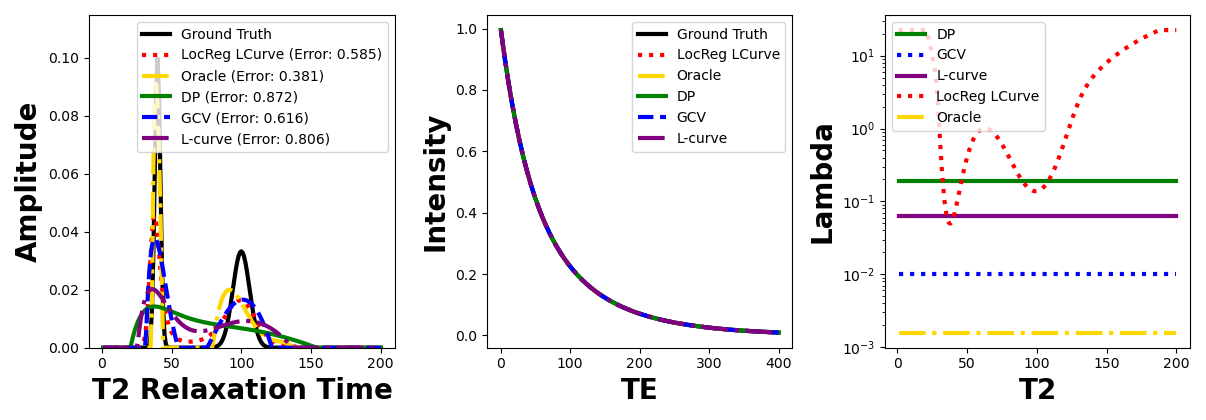 Amplitude
0.10
0.08
0.06
0.04
0.02
0.00
Ground Truth
LocReg LCurve (Error: 0.585)
Oracle (Error: 0.381)
DP (Error: 0.872)
GCV (Error: 0.616)
L-curve (Error: 0.806)
0 50 100 150 200
T2 Relaxation Time
Intensity
1.0
0.8
0.6
0.4
0.2
0.0
Ground Truth
LocReg LCurve
Oracle
DP
GCV
L-curve
0 100 200 300 400
TE
Lambda
10¹
10⁰
10⁻¹
10⁻²
10⁻³
DP
GCV
L-curve
LocReg LCurve
Oracle
0 50 100 150 200
T2